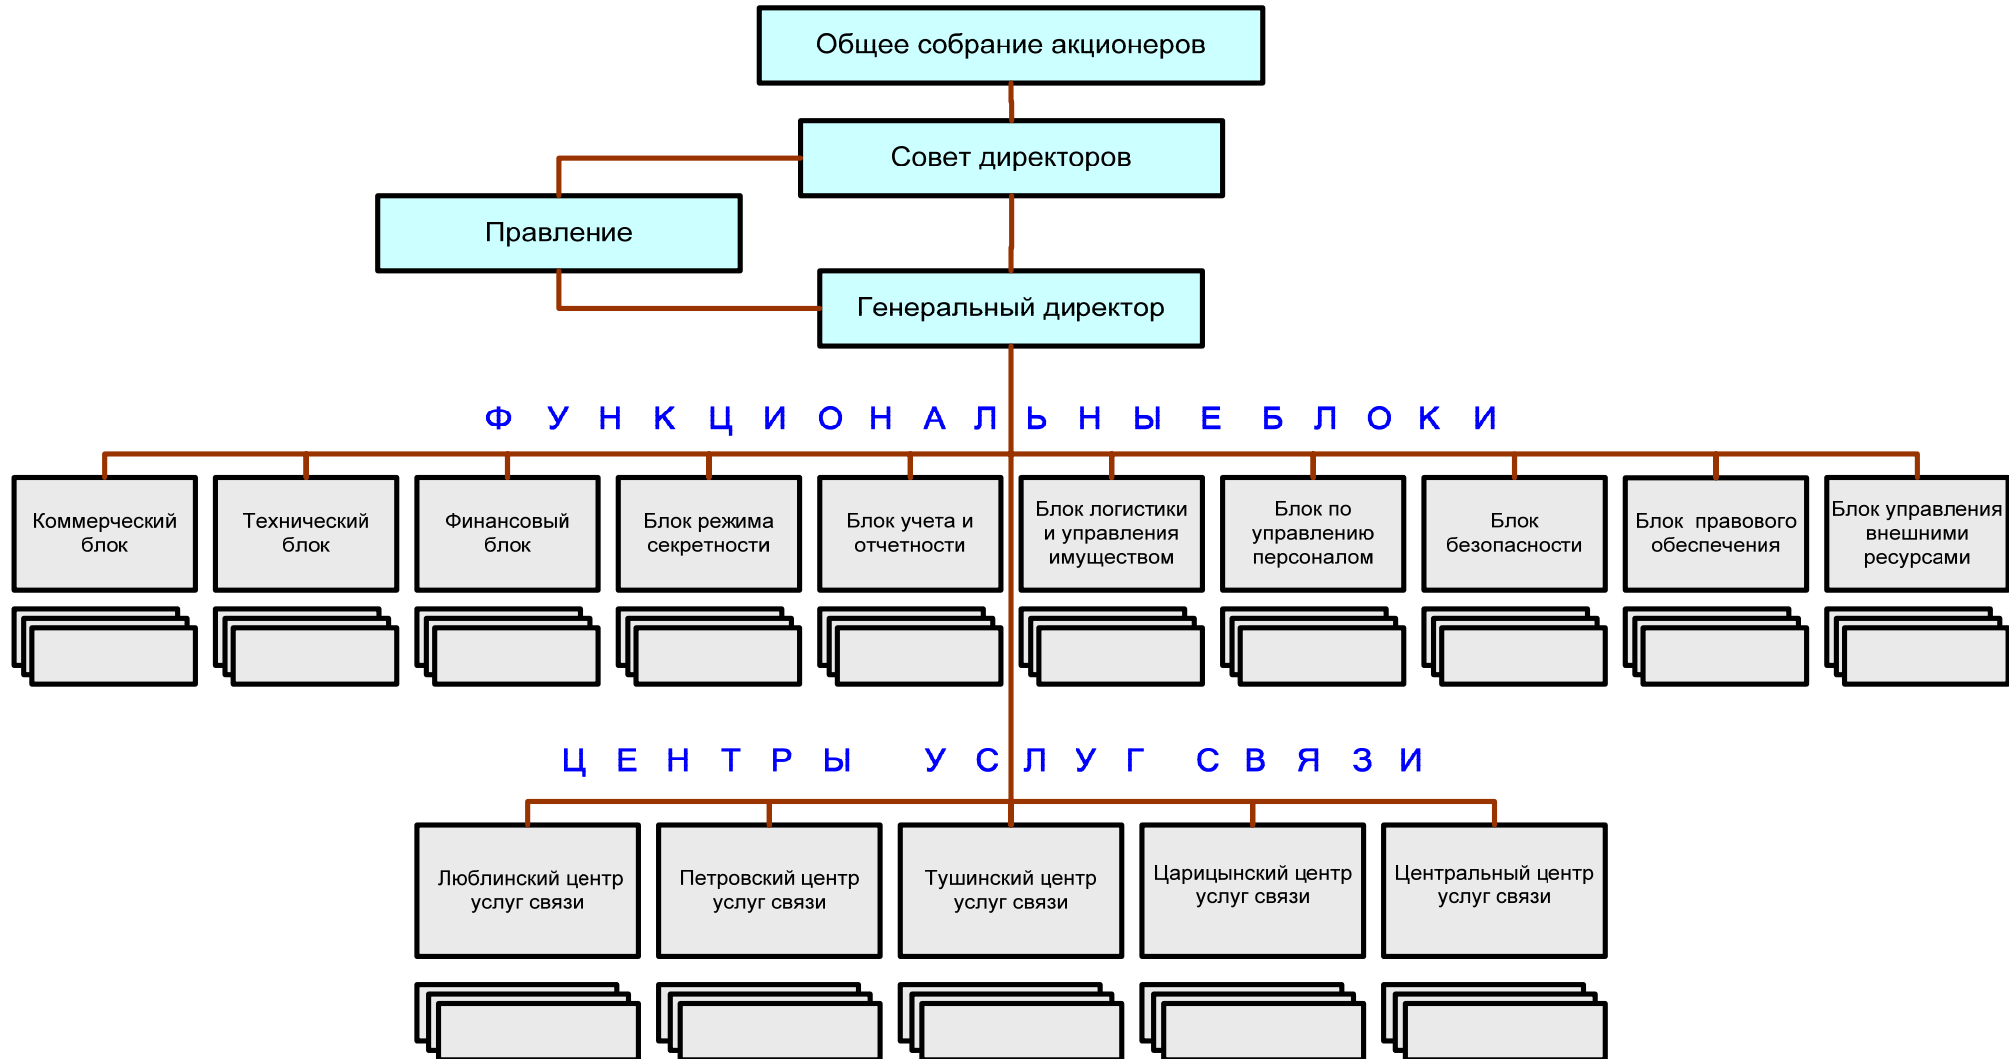 Общее собрание акционеров
Совет директоров
Правление
Генеральный директор
Ф У Н К Ц И О Н А Л Ь Н Ы Е Б Л О К И
Коммерческий
блок
Технический
блок
Финансовый
блок
Блок режима
секретности
Блок учета и
отчетности
Блок логистики
и управления
имуществом
Блок по
управлению
персоналом
Блок
безопасности
Блок правового
обеспечения
Блок управления
внешними
ресурсами
Ц Е Н Т Р Ы У С Л У Г С В Я З И
Люблинский центр
услуг связи
Петровский центр
услуг связи
Тушинский центр
услуг связи
Царицынский центр
услуг связи
Центральный центр
услуг связи